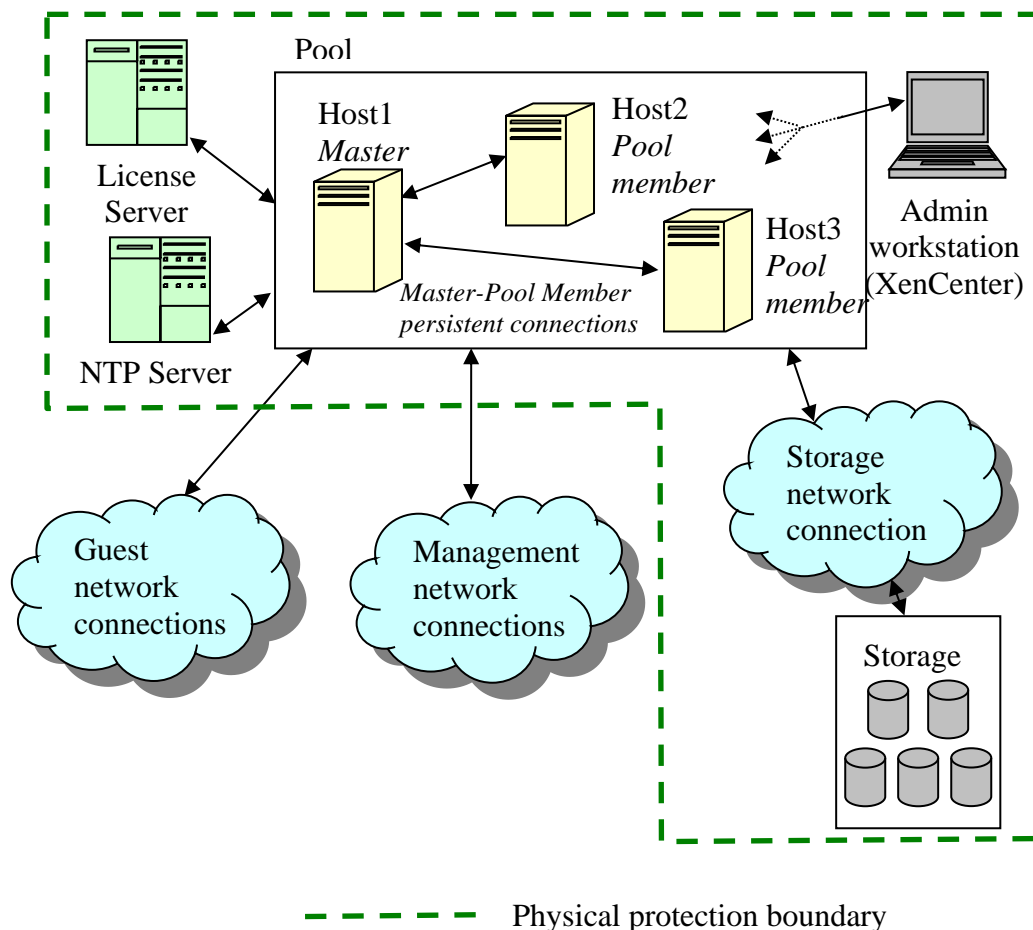 Pool
Host1
Master
Host2
Pool
member
Host3
Pool
member
Master-Pool Member
persistent connections
License
Server
NTP Server
Admin
workstation
(XenCenter)
Guest
network
connections
Management
network
connections
Storage
network
connection
Storage
Physical protection boundary